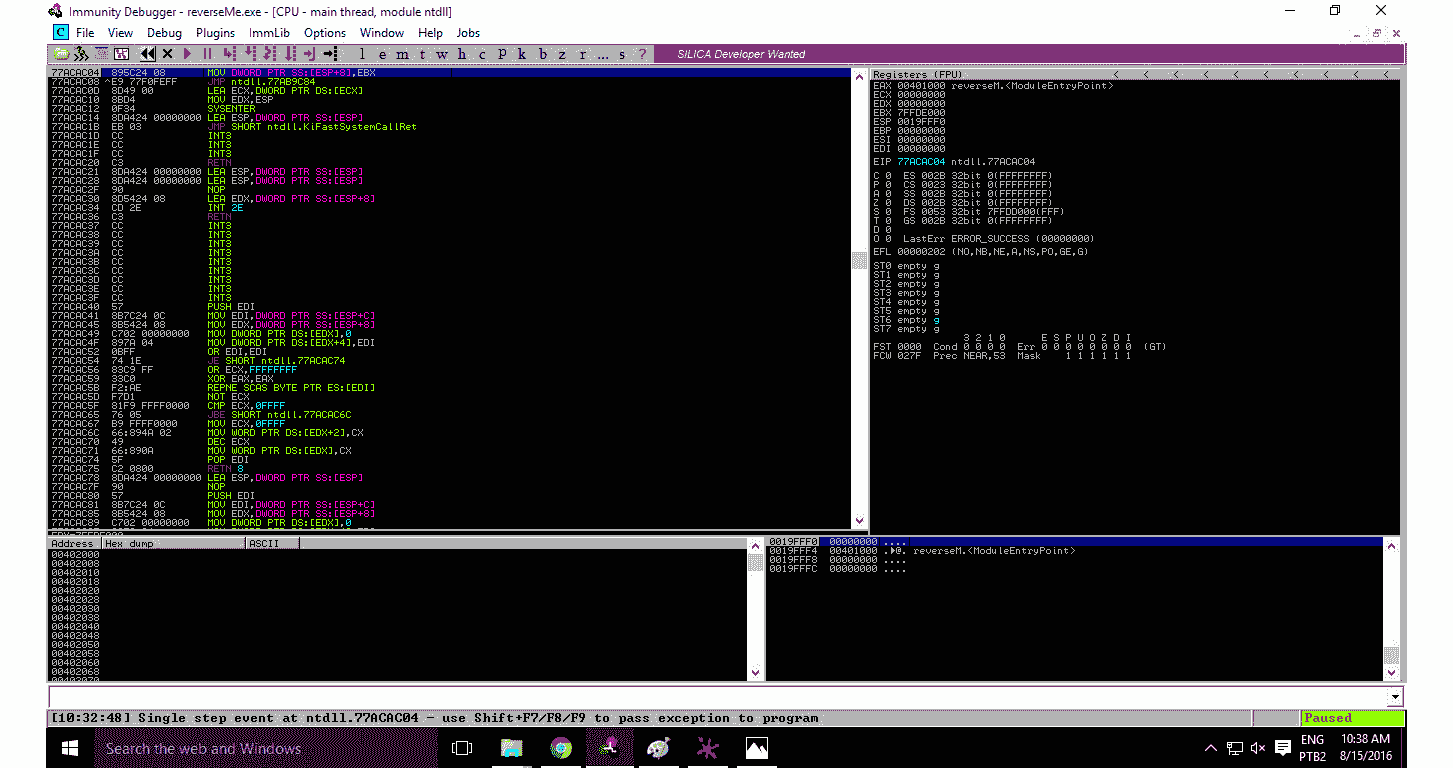 Immunity Debugger - reverseMe.exe - [CPU - main thread, module ntdll]
C File View Debug Plugins ImmLib Options Window Help Jobs
l e m t w h c P k b z r ... s ? SILICA Developer Wanted
77ACAC04 895C24 08 MOV DWORD PTR SS:[ESP+8],EBX
77ACAC08 ^E9 77F0FEFF JMP ntdll.77AB9C84
77ACAC0D 8D49 00 LEA ECX,DWORD PTR DS:[ECX]
77ACAC10 8BD4 MOV EDX,ESP
77ACAC12 0F34 SYSENTER
77ACAC14 8DA424 00000000 LEA ESP,DWORD PTR SS:[ESP]
77ACAC1B EB 03 JMP SHORT ntdll.KiFastSystemCallRet
77ACAC1D CC INT3
77ACAC1E CC INT3
77ACAC1F CC INT3
77ACAC20 C3 RETN
77ACAC21 8DA424 00000000 LEA ESP,DWORD PTR SS:[ESP]
77ACAC28 8DA424 00000000 LEA ESP,DWORD PTR SS:[ESP]
77ACAC2F 90 NOP
77ACAC30 8D5424 08 LEA EDX,DWORD PTR SS:[ESP+8]
77ACAC34 CD 2E INT 2E
77ACAC36 C3 RETN
77ACAC37 CC INT3
77ACAC38 CC INT3
77ACAC39 CC INT3
77ACAC3A CC INT3
77ACAC3B CC INT3
77ACAC3C CC INT3
77ACAC3D CC INT3
77ACAC3E CC INT3
77ACAC3F CC INT3
77ACAC40 57 PUSH EDI
77ACAC41 8B7C24 0C MOV EDI,DWORD PTR SS:[ESP+C]
77ACAC45 8B5424 08 MOV EDX,DWORD PTR SS:[ESP+8]
77ACAC49 C702 00000000 MOV DWORD PTR DS:[EDX],0
77ACAC4F 897A 04 MOV DWORD PTR DS:[EDX+4],EDI
77ACAC52 0BFF OR EDI,EDI
77ACAC54 74 1E JE SHORT ntdll.77ACAC74
77ACAC56 83C9 FF OR ECX,FFFFFFFF
77ACAC59 33C0 XOR EAX,EAX
77ACAC5B F2:AE REPNE SCAS BYTE PTR ES:[EDI]
77ACAC5D F7D1 NOT ECX
77ACAC5F 81F9 FFFF0000 CMP ECX,0FFFF
77ACAC65 76 05 JBE SHORT ntdll.77ACAC6C
77ACAC67 B9 FFFF0000 MOV ECX,0FFFF
77ACAC6C 66:894A 02 MOV WORD PTR DS:[EDX+2],CX
77ACAC70 49 DEC ECX
77ACAC71 66:890A MOV WORD PTR DS:[EDX],CX
77ACAC74 5F POP EDI
77ACAC75 C2 0800 RETN 8
77ACAC78 8DA424 00000000 LEA ESP,DWORD PTR SS:[ESP]
77ACAC7F 90 NOP
77ACAC80 57 PUSH EDI
77ACAC81 8B7C24 0C MOV EDI,DWORD PTR SS:[ESP+C]
77ACAC85 8B5424 08 MOV EDX,DWORD PTR SS:[ESP+8]
77ACAC89 C702 00000000 MOV DWORD PTR DS:[EDX],0
Registers (FPU) < < < < < < < < < <
EAX 00401000 reverseM.<ModuleEntryPoint>
ECX 00000000
EDX 00000000
EBX 7FFDE000
ESP 0019FFF0
EBP 00000000
ESI 00000000
EDI 00000000
EIP 77ACAC04 ntdll.77ACAC04
C 0 ES 002B 32bit 0(FFFFFFFF)
P 0 CS 0023 32bit 0(FFFFFFFF)
A 0 SS 002B 32bit 0(FFFFFFFF)
Z 0 DS 002B 32bit 0(FFFFFFFF)
S 0 FS 0053 32bit 7FFDD000(FFF)
T 0 GS 002B 32bit 0(FFFFFFFF)
D 0
O 0 LastErr ERROR_SUCCESS (00000000)
EFL 00000202 (NO,NB,NE,A,NS,PO,GE,G)
ST0 empty g
ST1 empty g
ST2 empty g
ST3 empty g
ST4 empty g
ST5 empty g
ST6 empty g
ST7 empty g
3 2 1 0 E S P U O Z D I
FST 0000 Cond 0 0 0 0 Err 0 0 0 0 0 0 0 0 (GT)
FCW 027F Prec NEAR,53 Mask 1 1 1 1 1 1
Address Hex dump ASCII
00402000
00402008
00402010
00402018
00402020
00402028
00402030
00402038
00402040
00402048
00402050
00402058
00402060
00402068
00402070
0019FFF0 00000000 ....
0019FFF4 00401000 .►@. reverseM.<ModuleEntryPoint>
0019FFF8 00000000 ....
0019FFFC 00000000 ....
[10:32:48] Single step event at ntdll.77ACAC04 - use Shift+F7/F8/F9 to pass exception to program Paused
Search the web and Windows
ENG 10:38 AM
PTB2 8/15/2016